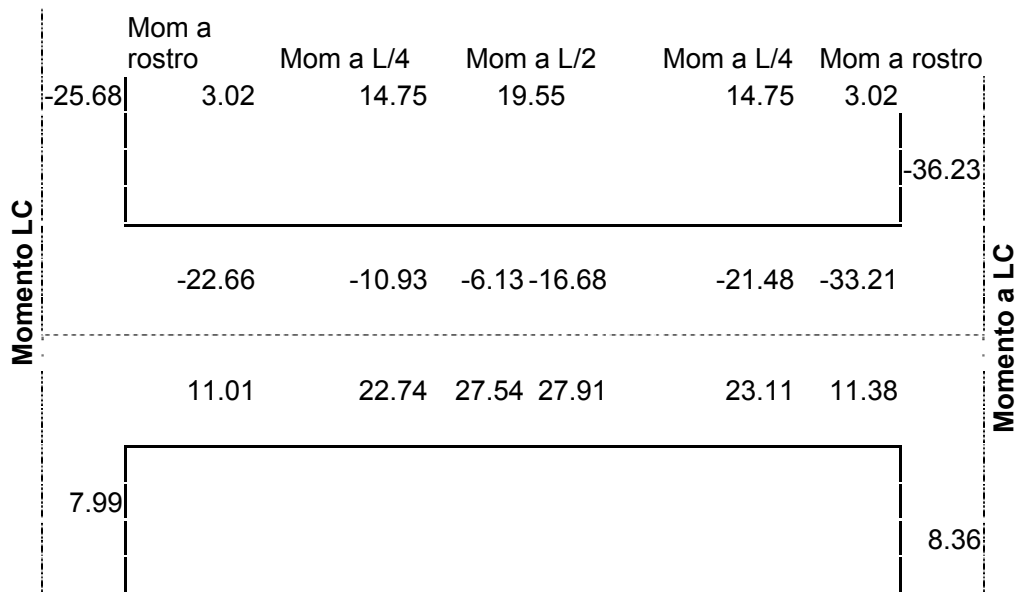 Mom a
rostro Mom a L/4 Mom a L/2 Mom a L/4 Mom a rostro
-25.68 3.02 14.75 19.55 14.75 3.02
-36.23
Momento LC
Momento a LC
-22.66 -10.93 -6.13 -16.68 -21.48 -33.21
11.01 22.74 27.54 27.91 23.11 11.38
7.99
8.36